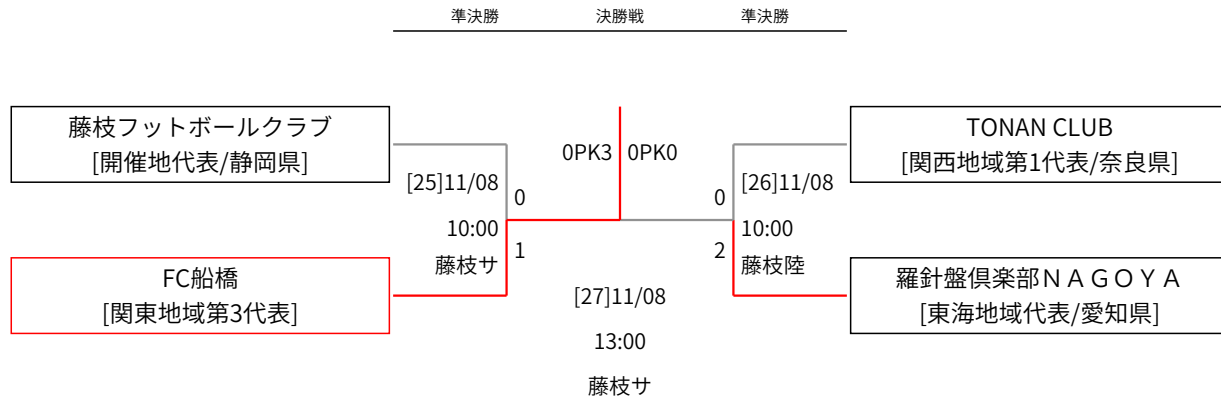 準決勝 決勝戦 準決勝
藤枝フットボールクラブ
[開催地代表/静岡県]
TONAN CLUB
[関西地域第1代表/奈良県]
0PK3 0PK0
[25]11/08
0
10:00
1
藤枝サ
0
[26]11/08
10:00
2
藤枝陸
FC船橋
[関東地域第3代表]
羅針盤倶楽部ＮＡＧＯＹＡ
[東海地域代表/愛知県]
[27]11/08
13:00
藤枝サ